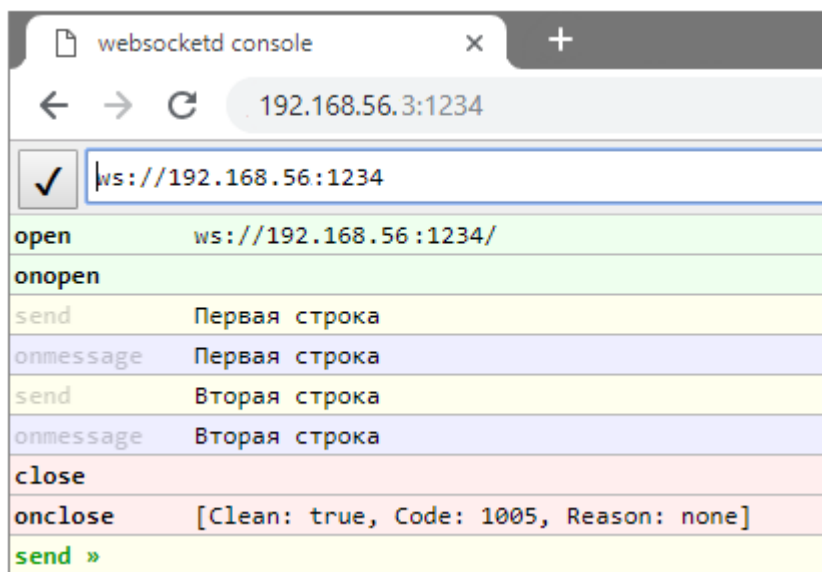 websocketd console
192.168.56.3:1234
ws://192.168.56:1234
open ws://192.168.56:1234/
onopen
send Первая строка
onmessage Первая строка
send Вторая строка
onmessage Вторая строка
close
onclose [Clean: true, Code: 1005, Reason: none]
send »